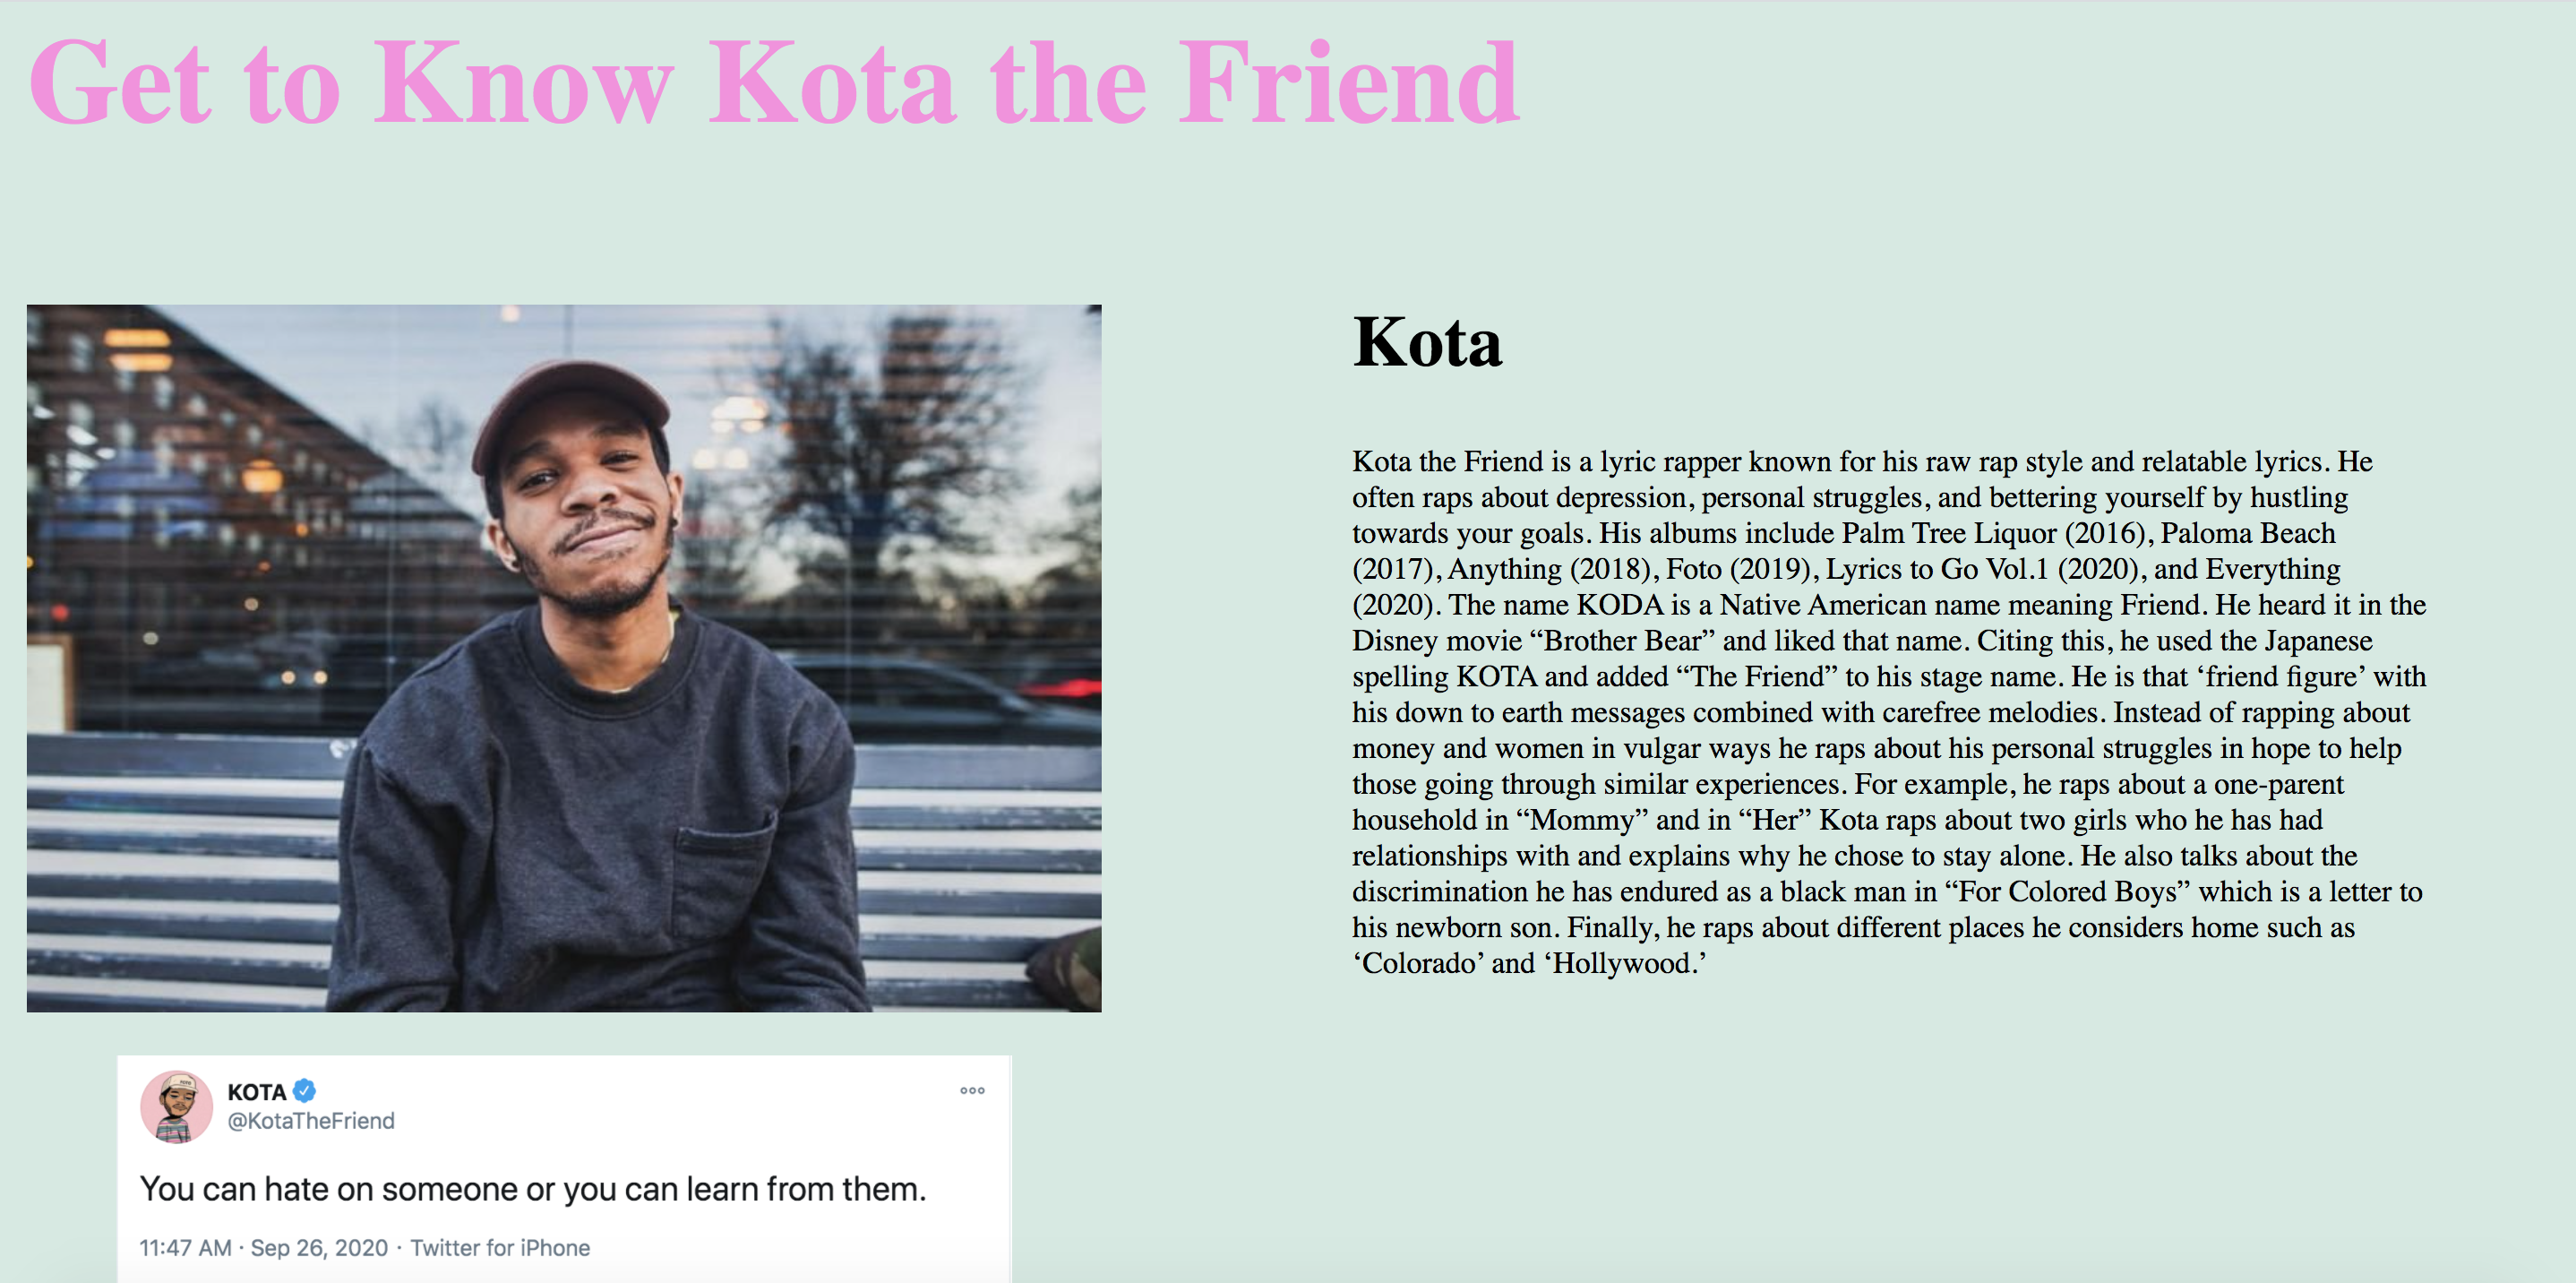 Get to Know Kota the Friend
Kota
Kota the Friend is a lyric rapper known for his raw rap style and relatable lyrics. He
often raps about depression, personal struggles, and bettering yourself by hustling
towards your goals. His albums include Palm Tree Liquor (2016), Paloma Beach
(2017), Anything (2018), Foto (2019), Lyrics to Go Vol.1 (2020), and Everything
(2020). The name KODA is a Native American name meaning Friend. He heard it in the
Disney movie “Brother Bear” and liked that name. Citing this, he used the Japanese
spelling KOTA and added “The Friend” to his stage name. He is that ‘friend figure’ with
his down to earth messages combined with carefree melodies. Instead of rapping about
money and women in vulgar ways he raps about his personal struggles in hope to help
those going through similar experiences. For example, he raps about a one-parent
household in “Mommy” and in “Her” Kota raps about two girls who he has had
relationships with and explains why he chose to stay alone. He also talks about the
discrimination he has endured as a black man in “For Colored Boys” which is a letter to
his newborn son. Finally, he raps about different places he considers home such as
‘Colorado’ and ‘Hollywood.’
KOTA
@KotaTheFriend
You can hate on someone or you can learn from them.
11:47 AM · Sep 26, 2020 · Twitter for iPhone